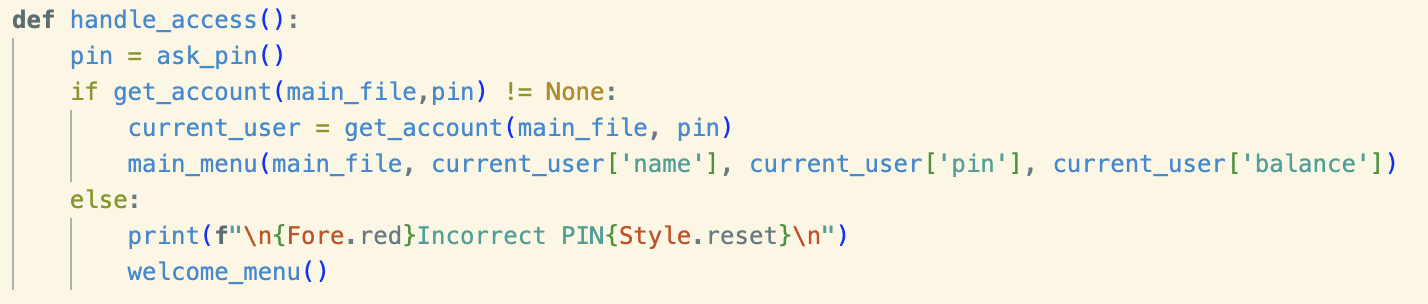 def handle_access():
    pin = ask_pin()
    if get_account(main_file,pin) != None:
        current_user = get_account(main_file, pin)
        main_menu(main_file, current_user['name'], current_user['pin'], current_user['balance'])
    else:
        print(f"\n{Fore.red}Incorrect PIN{Style.reset}\n")
        welcome_menu()